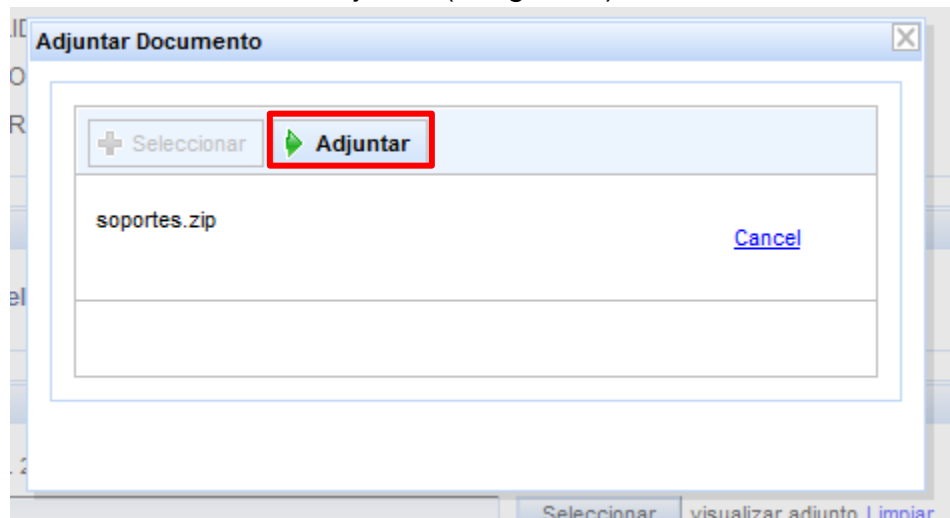 Adjuntar Documento
Seleccionar Adjuntar
soportes.zip
Cancel
Seleccionar visualizar adjunto Limpiar